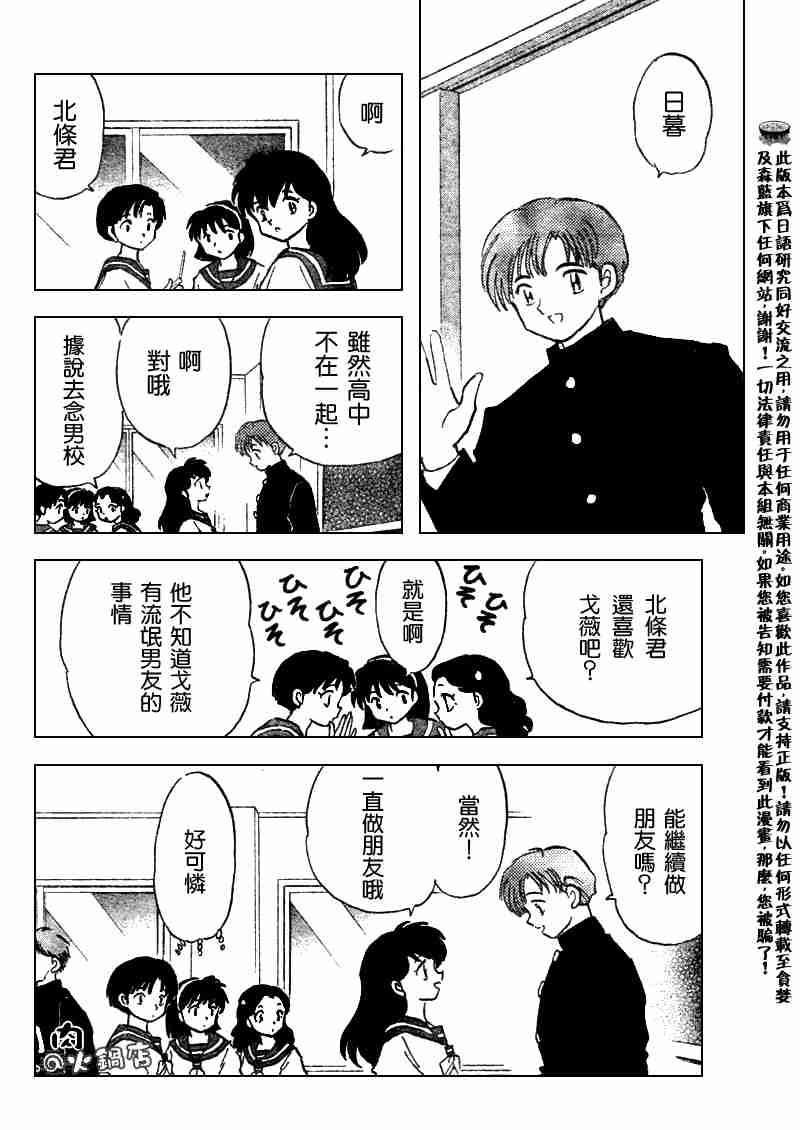 日暮
啊
北條君
雖然高中
不在一起…
啊
對哦
據說去念男校
北條君
還喜歡
戈薇吧?
ひそ
ひそ
就是啊
ひそ
ひそ
ひそ
ひそ
他不知道戈薇
有流氓男友的
事情
能繼續做
朋友嗎?
當然!
一直做朋友哦
好可憐
肉
@火鍋店
此版本爲日語研究同好交流之用,請勿用于任何商業用途。如您喜歡此作品,請支持正版!請勿以任何形式轉載至貪婪
及森藍旗下任何網站,謝謝!一切法律責任與本組無關。如果您被告知需要付款才能看到此漫畫,那麽,您被騙了!